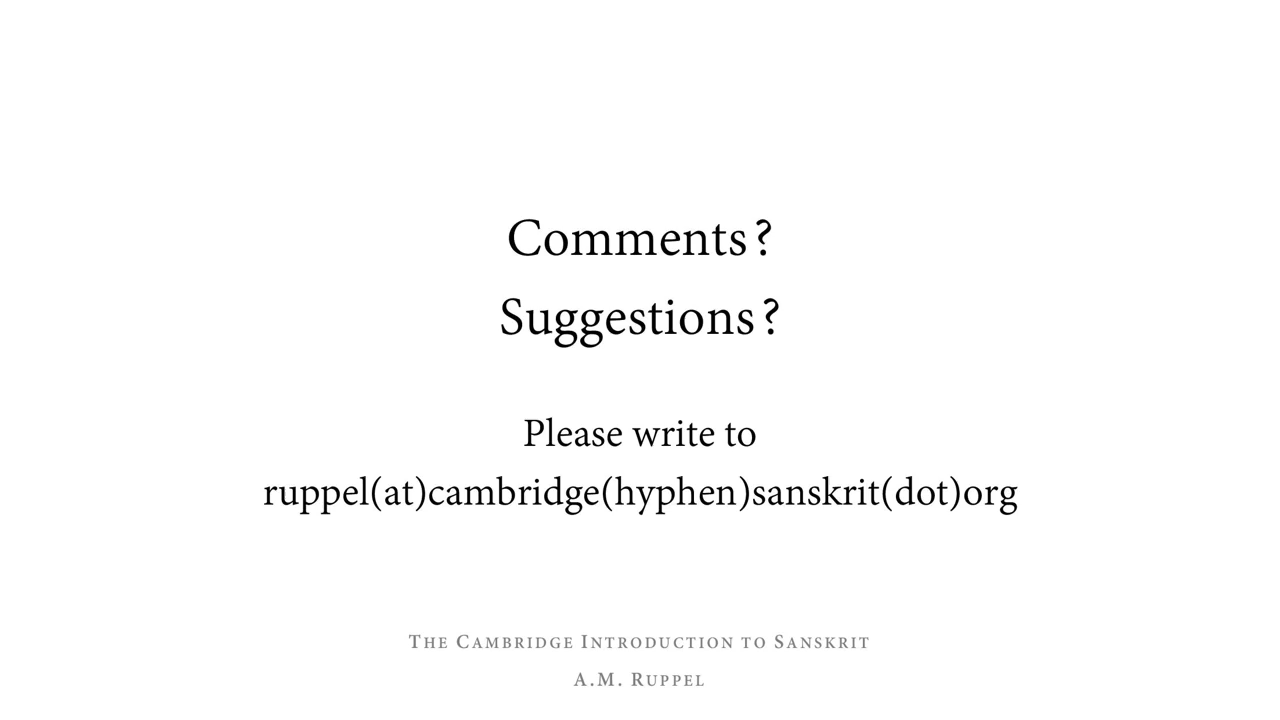 Comments?
Suggestions?
Please write to
ruppel(at)cambridge(hyphen)sanskrit(dot)org
The Cambridge Introduction to Sanskrit
A.M. Ruppel